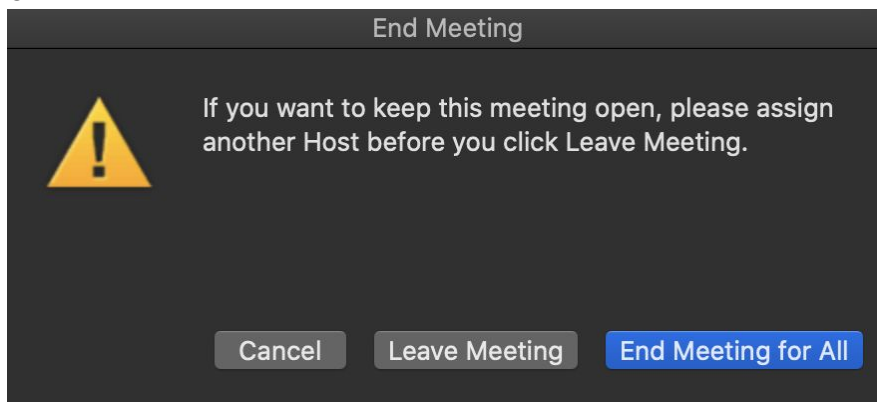 End Meeting
If you want to keep this meeting open, please assign
another Host before you click Leave Meeting.
Cancel
Leave Meeting
End Meeting for All